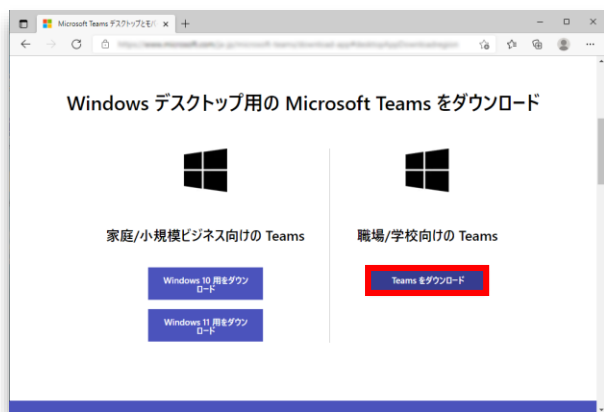 Microsoft Teams デスクトップとモバ
Windows デスクトップ用の Microsoft Teams をダウンロード
家庭/小規模ビジネス向けの Teams
Windows 10 用をダウン
ロード
Windows 11 用をダウン
ロード
職場/学校向けの Teams
Teams をダウンロード